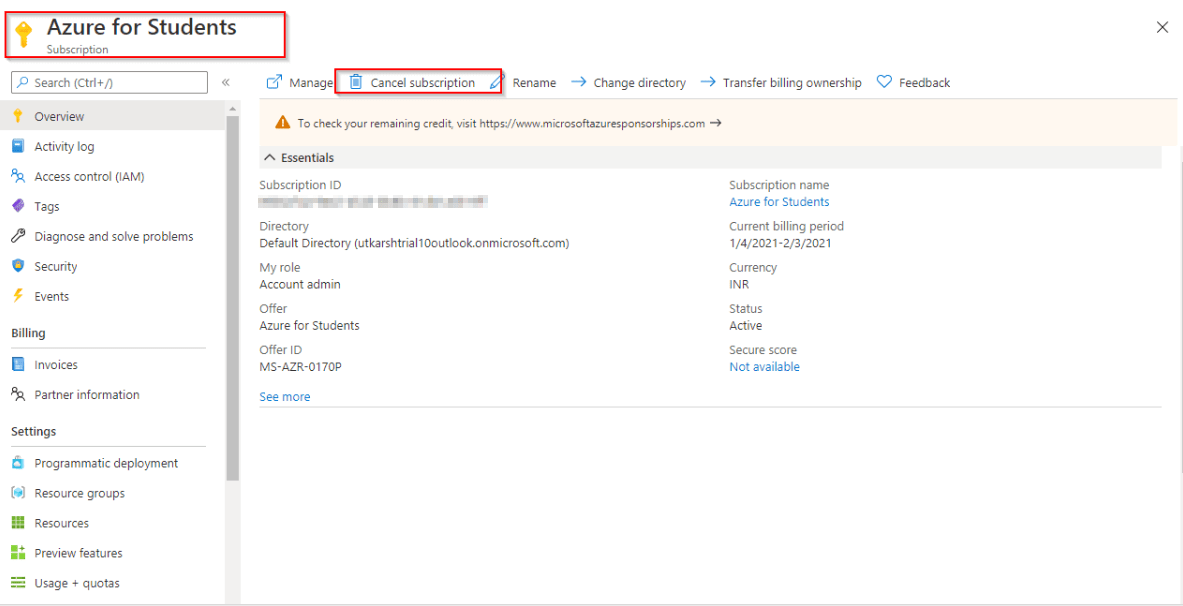 Azure for Students
Subscription
Search (Ctrl+/)
«
Manage
Cancel subscription
Rename
Change directory
Transfer billing ownership
Feedback
Overview
Activity log
Access control (IAM)
Tags
Diagnose and solve problems
Security
Events
Billing
Invoices
Partner information
Settings
Programmatic deployment
Resource groups
Resources
Preview features
Usage + quotas
To check your remaining credit, visit https://www.microsoftazuresponsorships.com →
Essentials
Subscription ID
Directory
Default Directory (utkarshtrial10outlook.onmicrosoft.com)
My role
Account admin
Offer
Azure for Students
Offer ID
MS-AZR-0170P
See more
Subscription name
Azure for Students
Current billing period
1/4/2021-2/3/2021
Currency
INR
Status
Active
Secure score
Not available